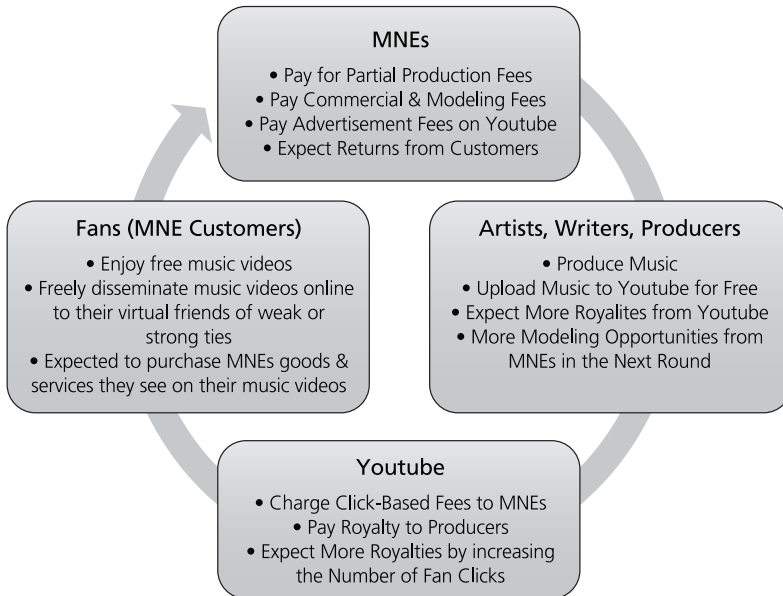 MNEs
• Pay for Partial Production Fees
• Pay Commercial & Modeling Fees
• Pay Advertisement Fees on Youtube
• Expect Returns from Customers
Fans (MNE Customers)
• Enjoy free music videos
• Freely disseminate music videos online
to their virtual friends of weak or
strong ties
• Expected to purchase MNEs goods &
services they see on their music videos
Artists, Writers, Producers
• Produce Music
• Upload Music to Youtube for Free
• Expect More Royalites from Youtube
• More Modeling Opportunities from
MNEs in the Next Round
Youtube
• Charge Click-Based Fees to MNEs
• Pay Royalty to Producers
• Expect More Royalties by increasing
the Number of Fan Clicks